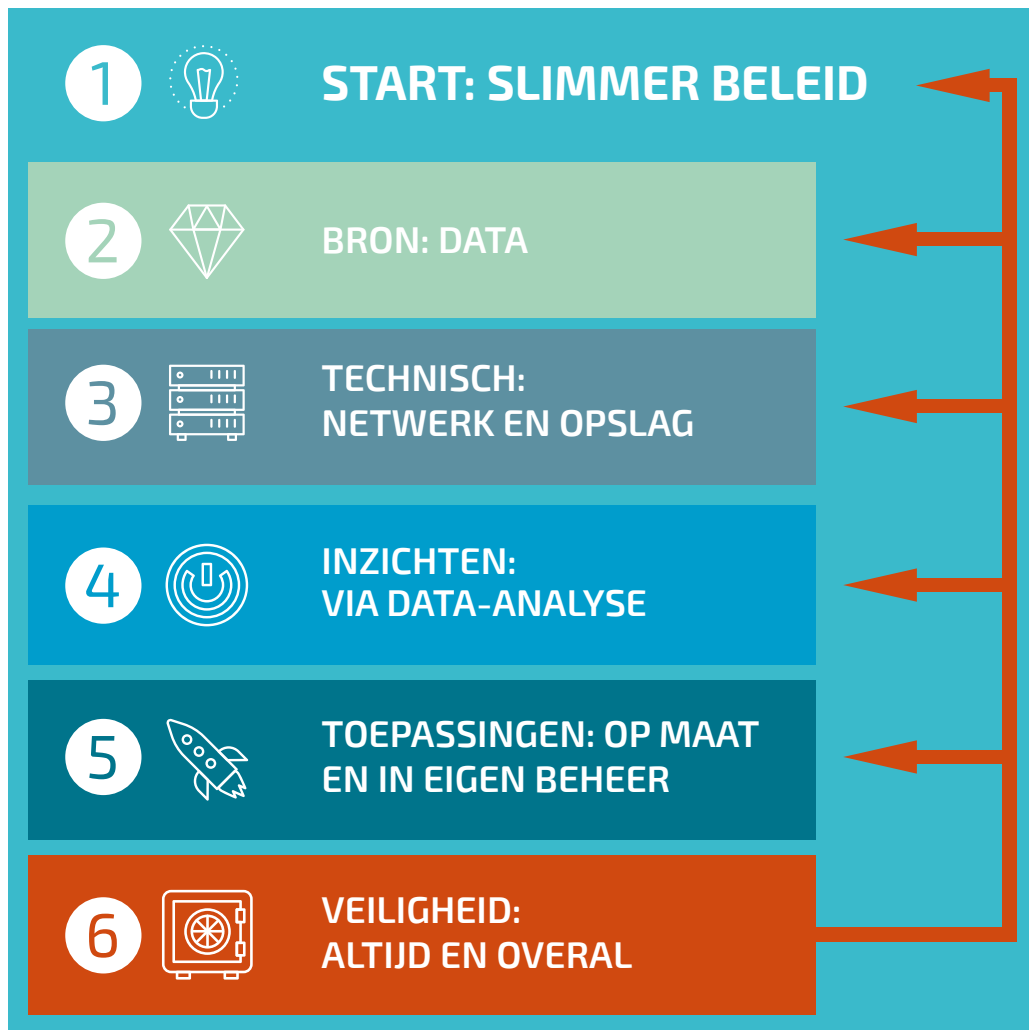 1
START: SLIMMER BELEID
2
BRON: DATA
3
TECHNISCH:
NETWERK EN OPSLAG
4
INZICHTEN:
VIA DATA-ANALYSE
5
TOEPASSINGEN: OP MAAT
EN IN EIGEN BEHEER
6
VEILIGHEID:
ALTIJD EN OVERAL